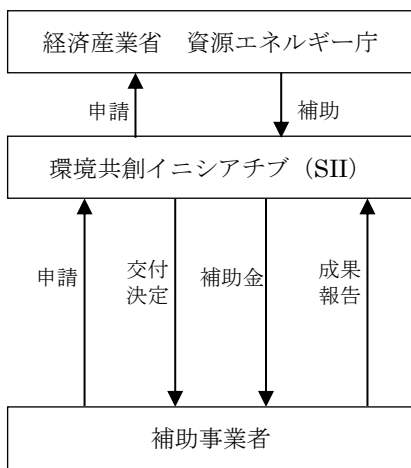 経済産業省　資源エネルギー庁
申請
補助
環境共創イニシアチブ（SII）
申請
交付
決定
補助金
成果
報告
補助事業者